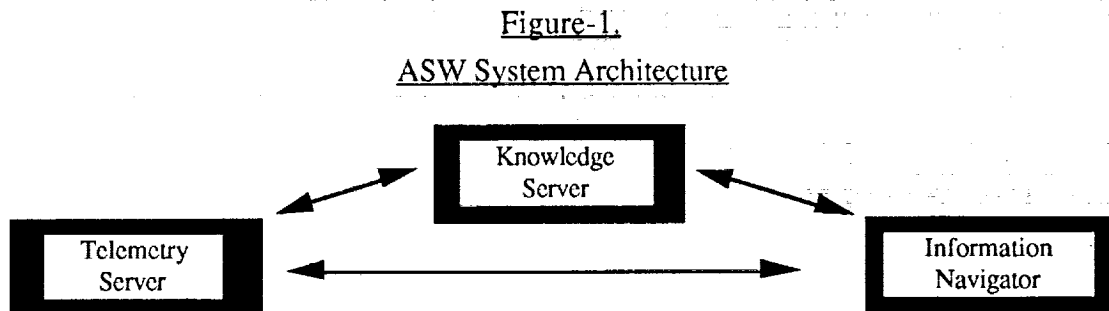 Figure-1.
ASW System Architecture
Knowledge
Server
Telemetry
Server
Information
Navigator